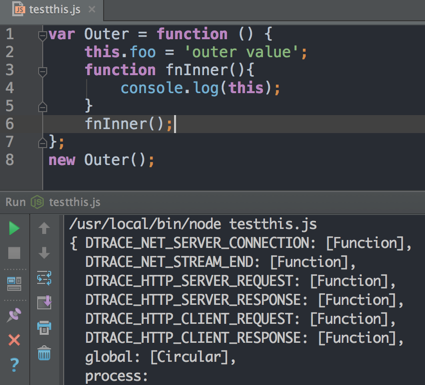 testthis.js
1 var Outer = function () {
2     this.foo = 'outer value';
3     function fnInner(){
4         console.log(this);
5     }
6     fnInner();
7 };
8 new Outer();
Run testthis.js
/usr/local/bin/node testthis.js
{ DTRACE_NET_SERVER_CONNECTION: [Function],
  DTRACE_NET_STREAM_END: [Function],
  DTRACE_HTTP_SERVER_REQUEST: [Function],
  DTRACE_HTTP_SERVER_RESPONSE: [Function],
  DTRACE_HTTP_CLIENT_REQUEST: [Function],
  DTRACE_HTTP_CLIENT_RESPONSE: [Function],
  global: [Circular],
  process: